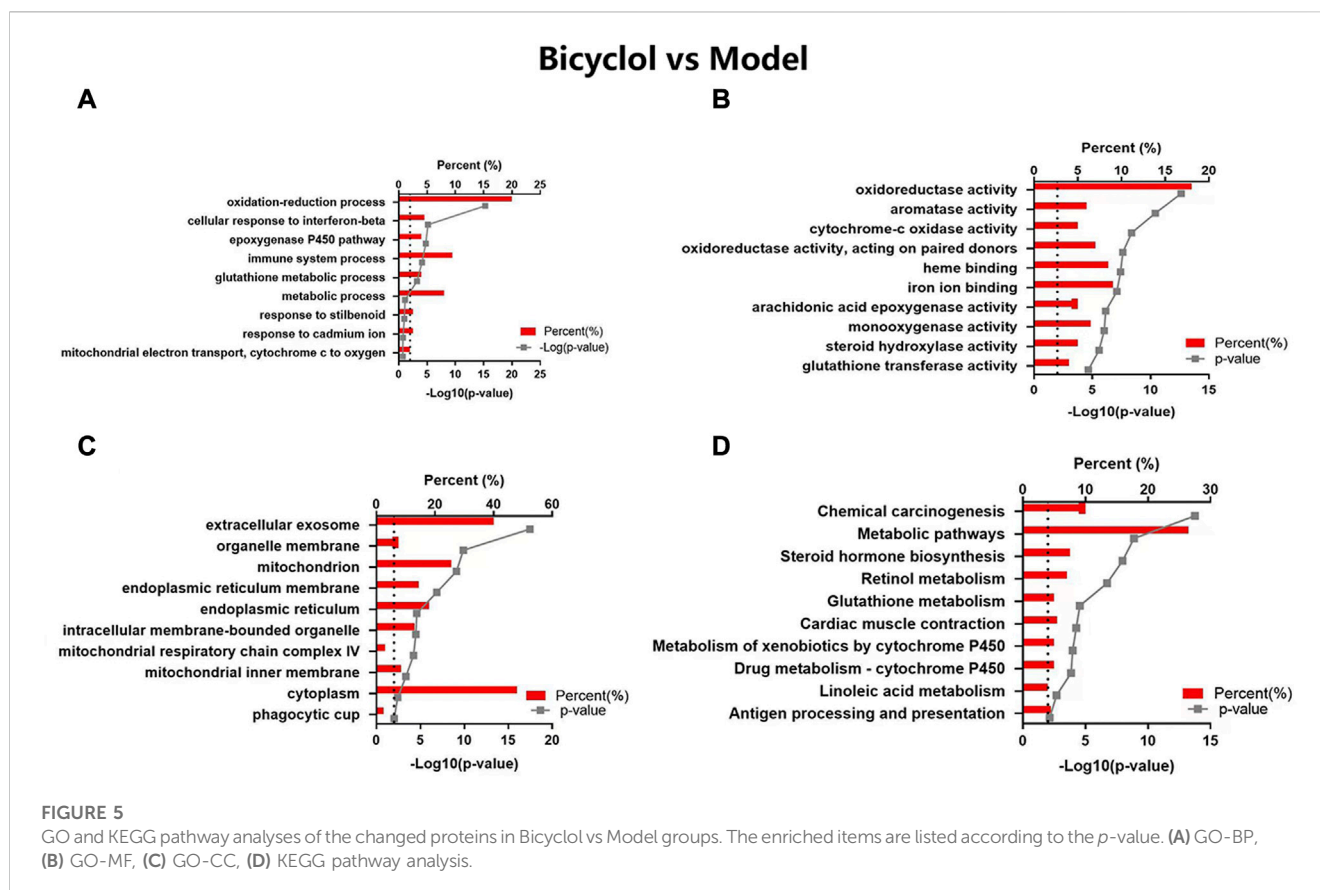 Bicyclol vs Model
A
Percent (%)
0 5 10 15 20 25
oxidation-reduction process
cellular response to interferon-beta
epoxygenase P450 pathway
immune system process
glutathione metabolic process
metabolic process
response to stilbenoid
response to cadmium ion
mitochondrial electron transport, cytochrome c to oxygen
Percent(%)
-Log(p-value)
0 5 10 15 20 25
-Log10(p-value)
B
Percent (%)
0 5 10 15 20
oxidoreductase activity
aromatase activity
cytochrome-c oxidase activity
oxidoreductase activity, acting on paired donors
heme binding
iron ion binding
arachidonic acid epoxygenase activity
monooxygenase activity
steroid hydroxylase activity
glutathione transferase activity
Percent(%)
p-value
0 5 10 15
-Log10(p-value)
C
Percent (%)
0 20 40 60
extracellular exosome
organelle membrane
mitochondrion
endoplasmic reticulum membrane
endoplasmic reticulum
intracellular membrane-bounded organelle
mitochondrial respiratory chain complex IV
mitochondrial inner membrane
cytoplasm
phagocytic cup
Percent(%)
p-value
0 5 10 15 20
-Log10(p-value)
D
Percent (%)
0 10 20 30
Chemical carcinogenesis
Metabolic pathways
Steroid hormone biosynthesis
Retinol metabolism
Glutathione metabolism
Cardiac muscle contraction
Metabolism of xenobiotics by cytochrome P450
Drug metabolism - cytochrome P450
Linoleic acid metabolism
Antigen processing and presentation
Percent(%)
p-value
0 5 10 15
-Log10(p-value)
FIGURE 5
GO and KEGG pathway analyses of the changed proteins in Bicyclol vs Model groups. The enriched items are listed according to the p-value. (A) GO-BP,
(B) GO-MF, (C) GO-CC, (D) KEGG pathway analysis.